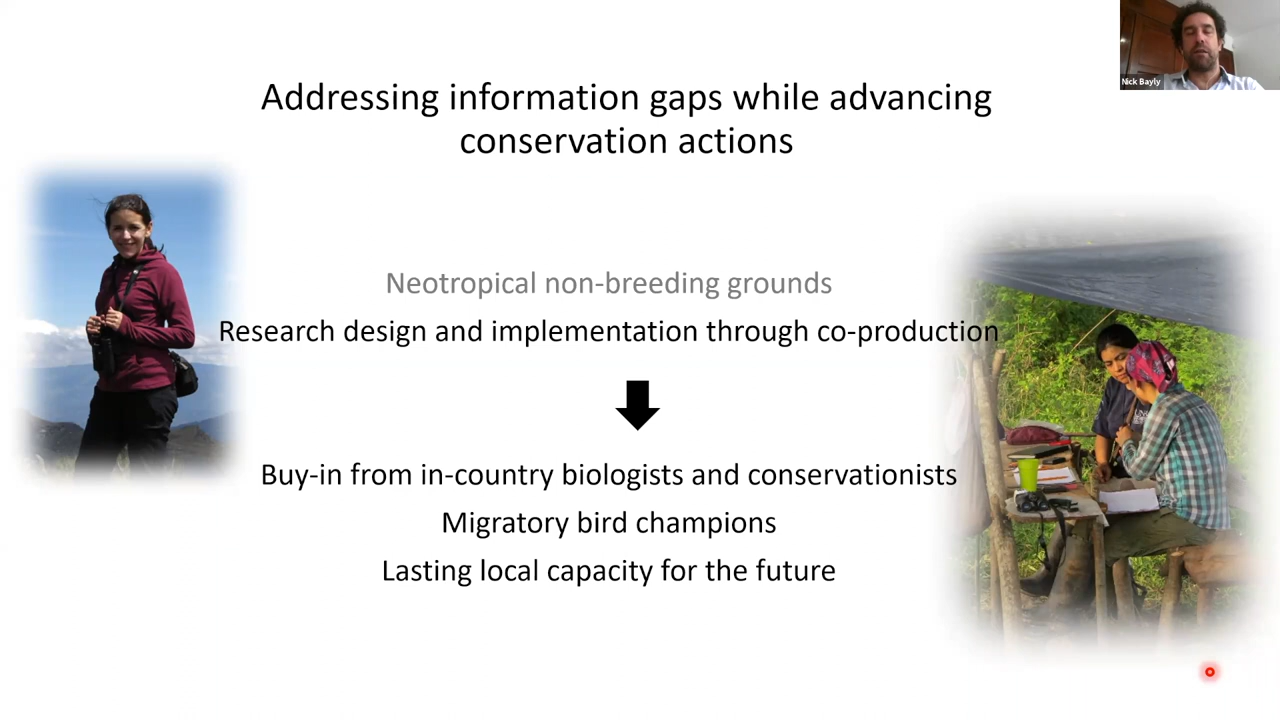 Nick Bayly
Addressing information gaps while advancing
conservation actions
Neotropical non-breeding grounds
Research design and implementation through co-production
Buy-in from in-country biologists and conservationists
Migratory bird champions
Lasting local capacity for the future